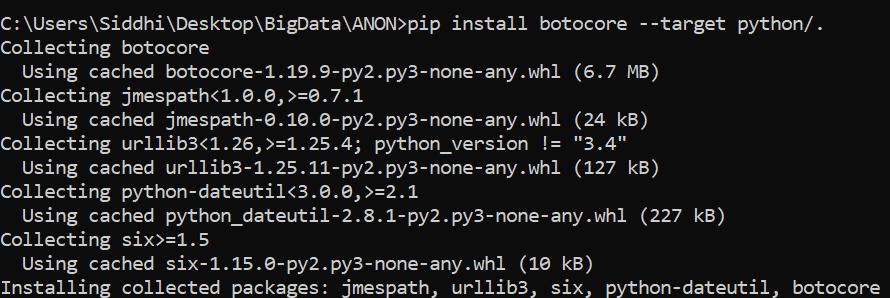 C:\Users\Siddhi\Desktop\BigData\ANON>pip install botocore --target python/.
Collecting botocore
  Using cached botocore-1.19.9-py2.py3-none-any.whl (6.7 MB)
Collecting jmespath<1.0.0,>=0.7.1
  Using cached jmespath-0.10.0-py2.py3-none-any.whl (24 kB)
Collecting urllib3<1.26,>=1.25.4; python_version != "3.4"
  Using cached urllib3-1.25.11-py2.py3-none-any.whl (127 kB)
Collecting python-dateutil<3.0.0,>=2.1
  Using cached python_dateutil-2.8.1-py2.py3-none-any.whl (227 kB)
Collecting six>=1.5
  Using cached six-1.15.0-py2.py3-none-any.whl (10 kB)
Installing collected packages: jmespath, urllib3, six, python-dateutil, botocore